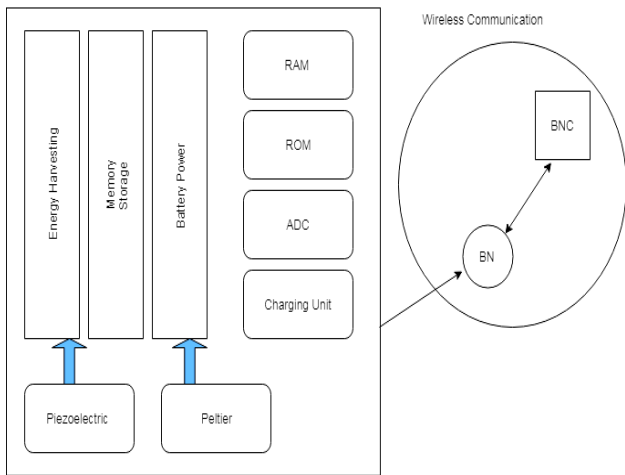 Wireless Communication
RAM
ROM
ADC
Charging Unit
Energy Harvesting
Memory
Storage
Battery Power
Piezoelectric
Peltier
BNC
BN